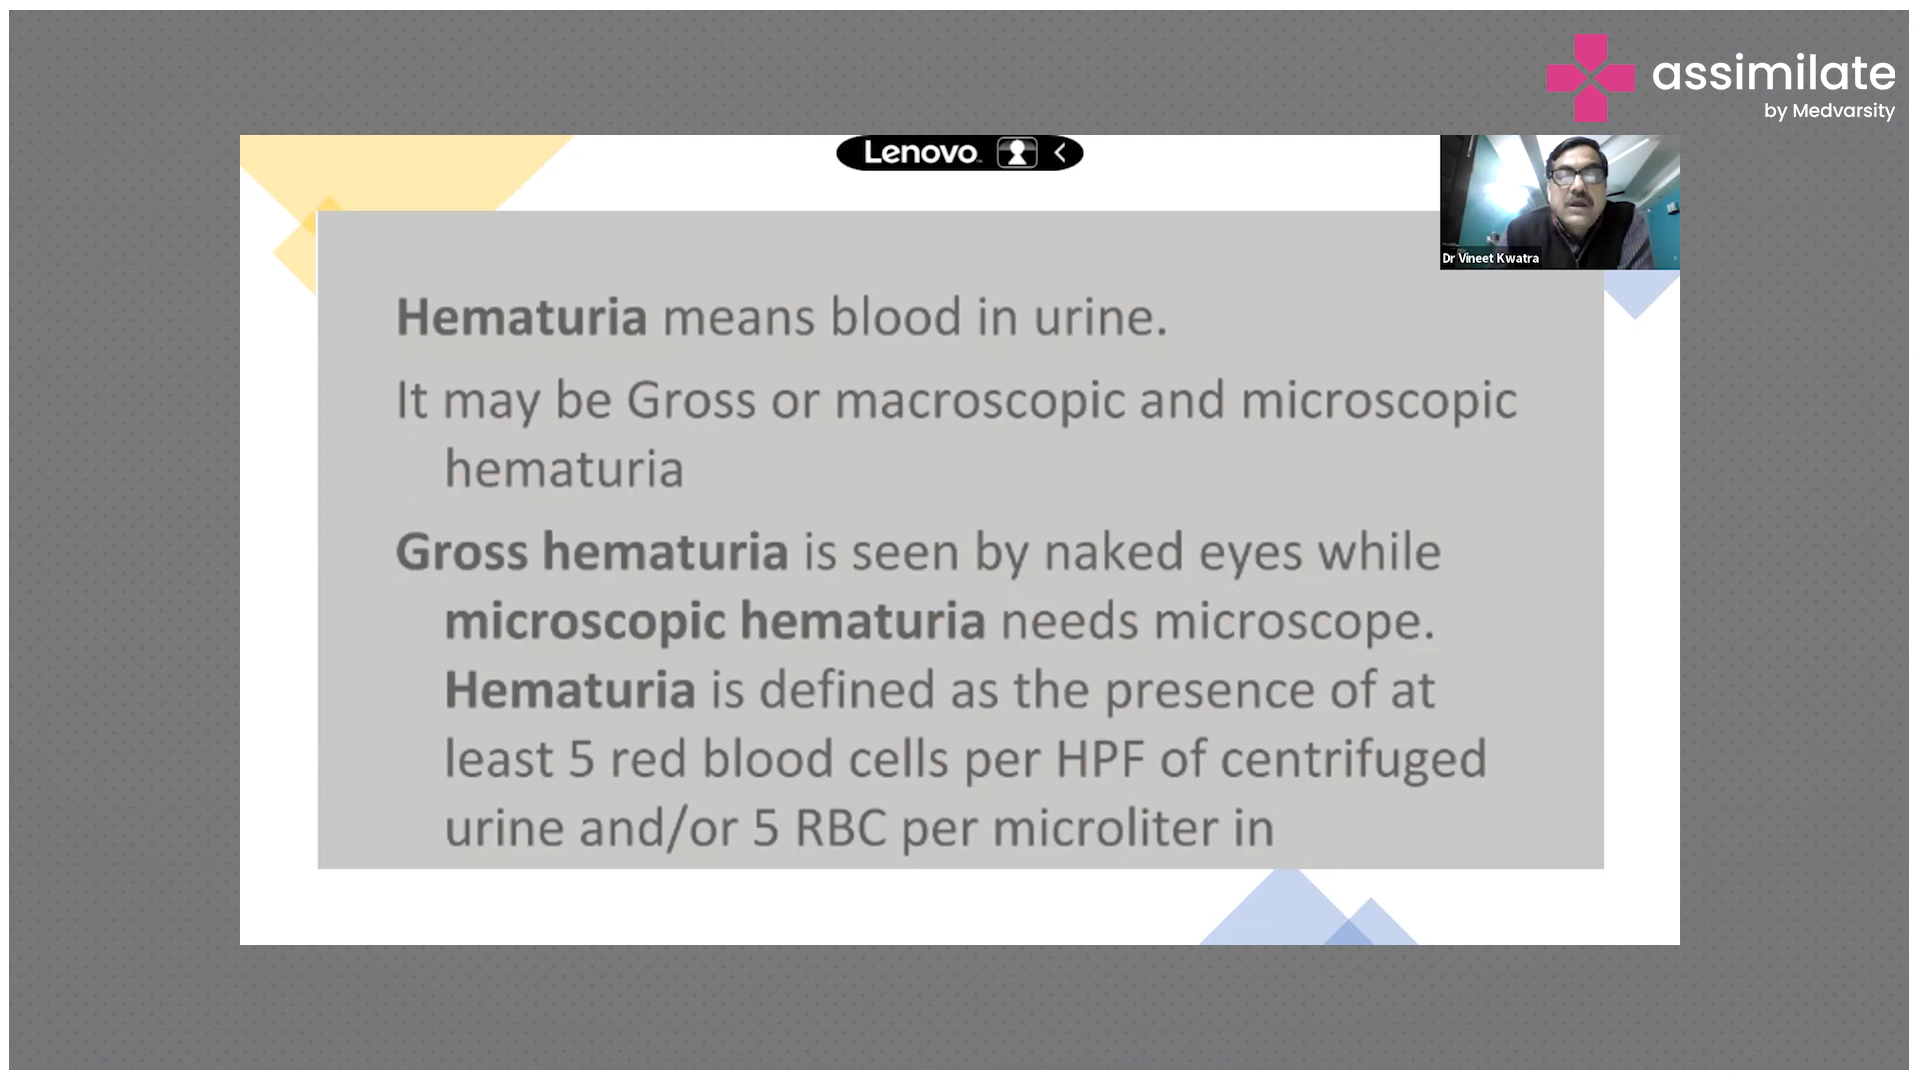 assimilate
by Medvarsity
Lenovo
Dr Vineet Kwatra
Hematuria means blood in urine.
It may be Gross or macroscopic and microscopic
hematuria
Gross hematuria is seen by naked eyes while
microscopic hematuria needs microscope.
Hematuria is defined as the presence of at
least 5 red blood cells per HPF of centrifuged
urine and/or 5 RBC per microliter in